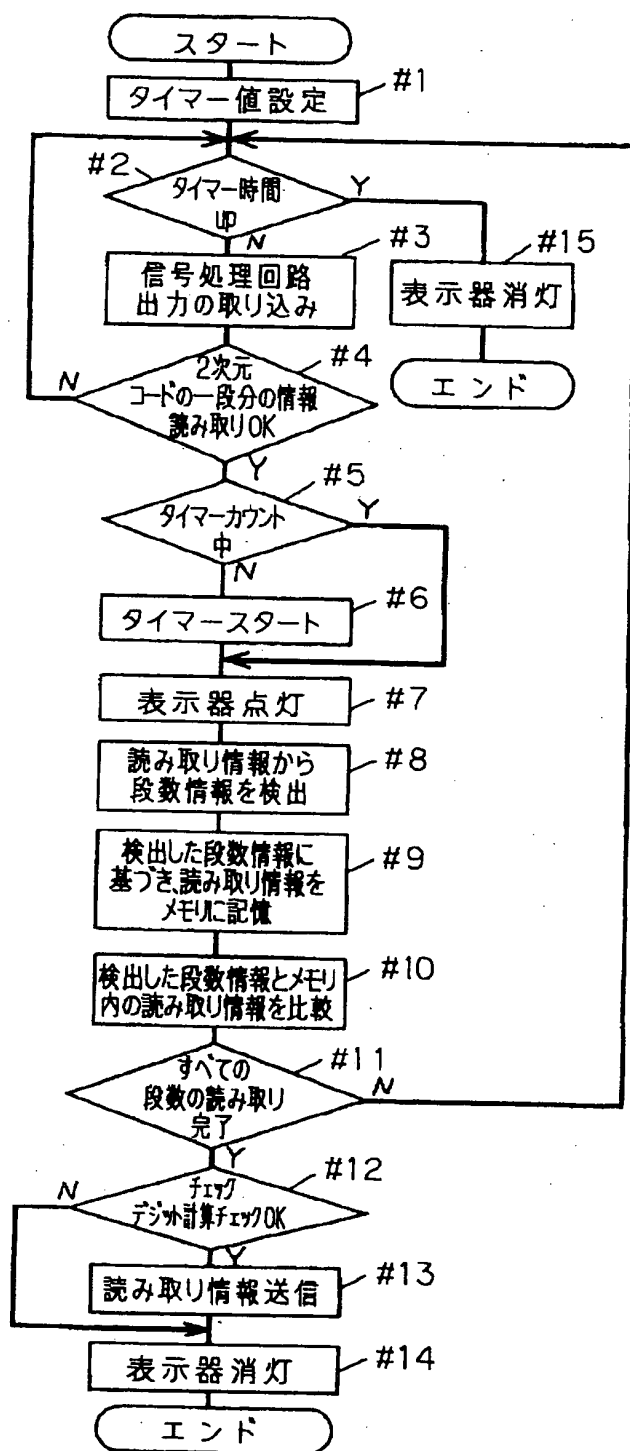 スタート
タイマー値設定
#1
#2
タイマー時間
UP
Y
N
#3
信号処理回路
出力の取り込み
#15
表示器消灯
エンド
#4
2次元
コードの一段分の情報
読み取りOK
N
Y
#5
タイマーカウント
中
Y
N
#6
タイマースタート
表示器点灯
#7
読み取り情報から
段数情報を検出
#8
検出した段数情報に
基づき、読み取り情報を
メモリに記憶
#9
検出した段数情報とメモリ
内の読み取り情報を比較
#10
すべての
段数の読み取り
完了
#11
N
Y
#12
チェック
デジット計算チェックOK
N
Y
読み取り情報送信
#13
表示器消灯
#14
エンド